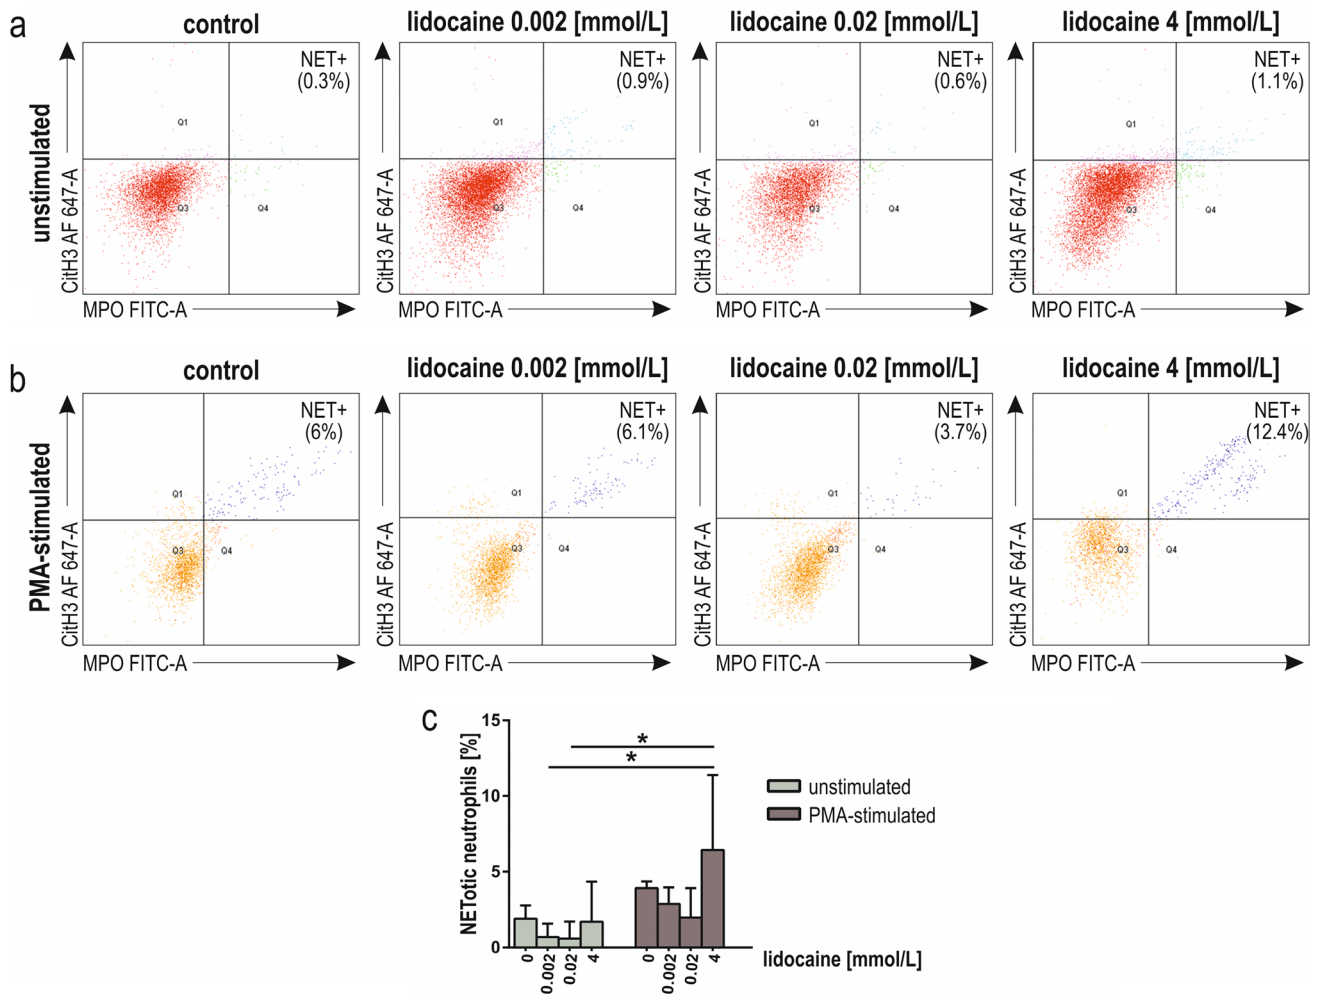 a
control
lidocaine 0.002 [mmol/L]
lidocaine 0.02 [mmol/L]
lidocaine 4 [mmol/L]
unstimulated
CitH3 AF 647-A
NET+
(0.3%)
Q1
Q3
Q4
MPO FITC-A
CitH3 AF 647-A
NET+
(0.9%)
Q1
Q3
Q4
MPO FITC-A
CitH3 AF 647-A
NET+
(0.6%)
Q1
Q3
Q4
MPO FITC-A
CitH3 AF 647-A
NET+
(1.1%)
Q1
Q3
Q4
MPO FITC-A
b
control
lidocaine 0.002 [mmol/L]
lidocaine 0.02 [mmol/L]
lidocaine 4 [mmol/L]
PMA-stimulated
CitH3 AF 647-A
NET+
(6%)
Q1
Q3
Q4
MPO FITC-A
CitH3 AF 647-A
NET+
(6.1%)
Q1
Q3
Q4
MPO FITC-A
CitH3 AF 647-A
NET+
(3.7%)
Q1
Q3
Q4
MPO FITC-A
CitH3 AF 647-A
NET+
(12.4%)
Q1
Q3
Q4
MPO FITC-A
c
NETotic neutrophils [%]
15
10
5
0
*
*
unstimulated
PMA-stimulated
0
0.002
0.02
4
0
0.002
0.02
4
lidocaine [mmol/L]